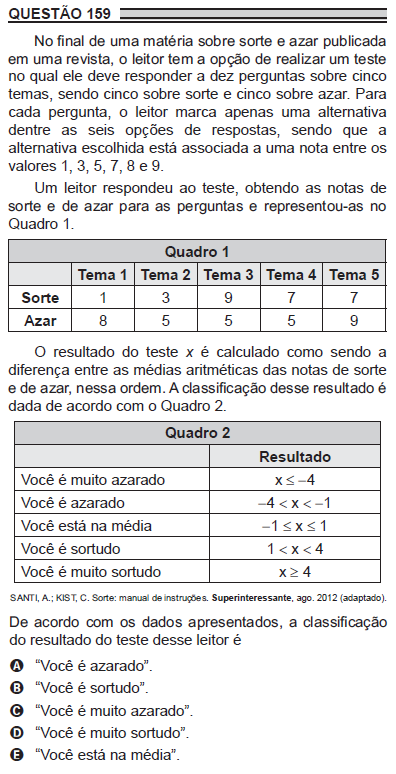 QUESTÃO 159
No final de uma matéria sobre sorte e azar publicada
em uma revista, o leitor tem a opção de realizar um teste
no qual ele deve responder a dez perguntas sobre cinco
temas, sendo cinco sobre sorte e cinco sobre azar. Para
cada pergunta, o leitor marca apenas uma alternativa
dentre as seis opções de respostas, sendo que a
alternativa escolhida está associada a uma nota entre os
valores 1, 3, 5, 7, 8 e 9.
Um leitor respondeu ao teste, obtendo as notas de
sorte e de azar para as perguntas e representou-as no
Quadro 1.
Quadro 1
Tema 1 Tema 2 Tema 3 Tema 4 Tema 5
Sorte 1 3 9 7 7
Azar 8 5 5 5 9
O resultado do teste x é calculado como sendo a
diferença entre as médias aritméticas das notas de sorte
e de azar, nessa ordem. A classificação desse resultado é
dada de acordo com o Quadro 2.
Quadro 2
Resultado
Você é muito azarado x ≤ −4
Você é azarado −4 < x < −1
Você está na média −1 ≤ x ≤ 1
Você é sortudo 1 < x < 4
Você é muito sortudo x ≥ 4
SANTI, A.; KIST, C. Sorte: manual de instruções. Superinteressante, ago. 2012 (adaptado).
De acordo com os dados apresentados, a classificação
do resultado do teste desse leitor é
A “Você é azarado”.
B “Você é sortudo”.
C “Você é muito azarado”.
D “Você é muito sortudo”.
E “Você está na média”.